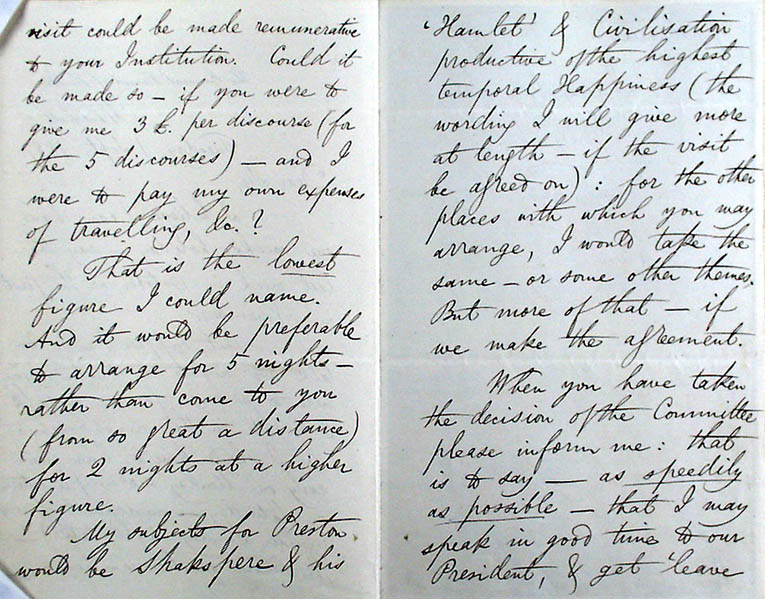 visit could be made remunerative
to your Institution. Could it
be made so – if you were to
give me 3 £. per discourse (for
the 5 discourses) – and I
were to pay my own expenses
of travelling, &c.?
That is the lowest
figure I could name.
And it would be preferable
to arrange for 5 nights –
rather than come to you
(from so great a distance)
for 2 nights at a higher
figure.
My subjects for Preston
would be Shakspere & his
'Hamlet' & Civilisation
productive of the highest
temporal Happiness (the
wording I will give more
at length – if the visit
be agreed on) : for the other
places with which you may
arrange, I would take the
same – or some other themes.
But more of that – if
we make the agreement.
When you have taken
the decision of the Committee
please inform me : that
is to say — as speedily
as possible – that I may
speak in good time to our
President, & get 'leave